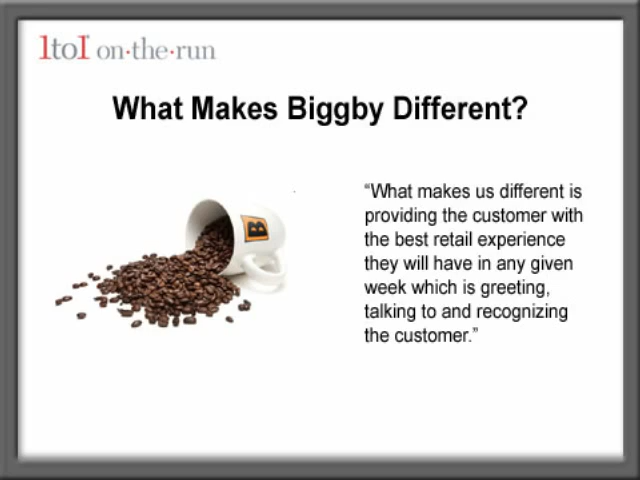 1to1 on·the·run
What Makes Biggby Different?
B
“What makes us different is
providing the customer with
the best retail experience
they will have in any given
week which is greeting,
talking to and recognizing
the customer.”